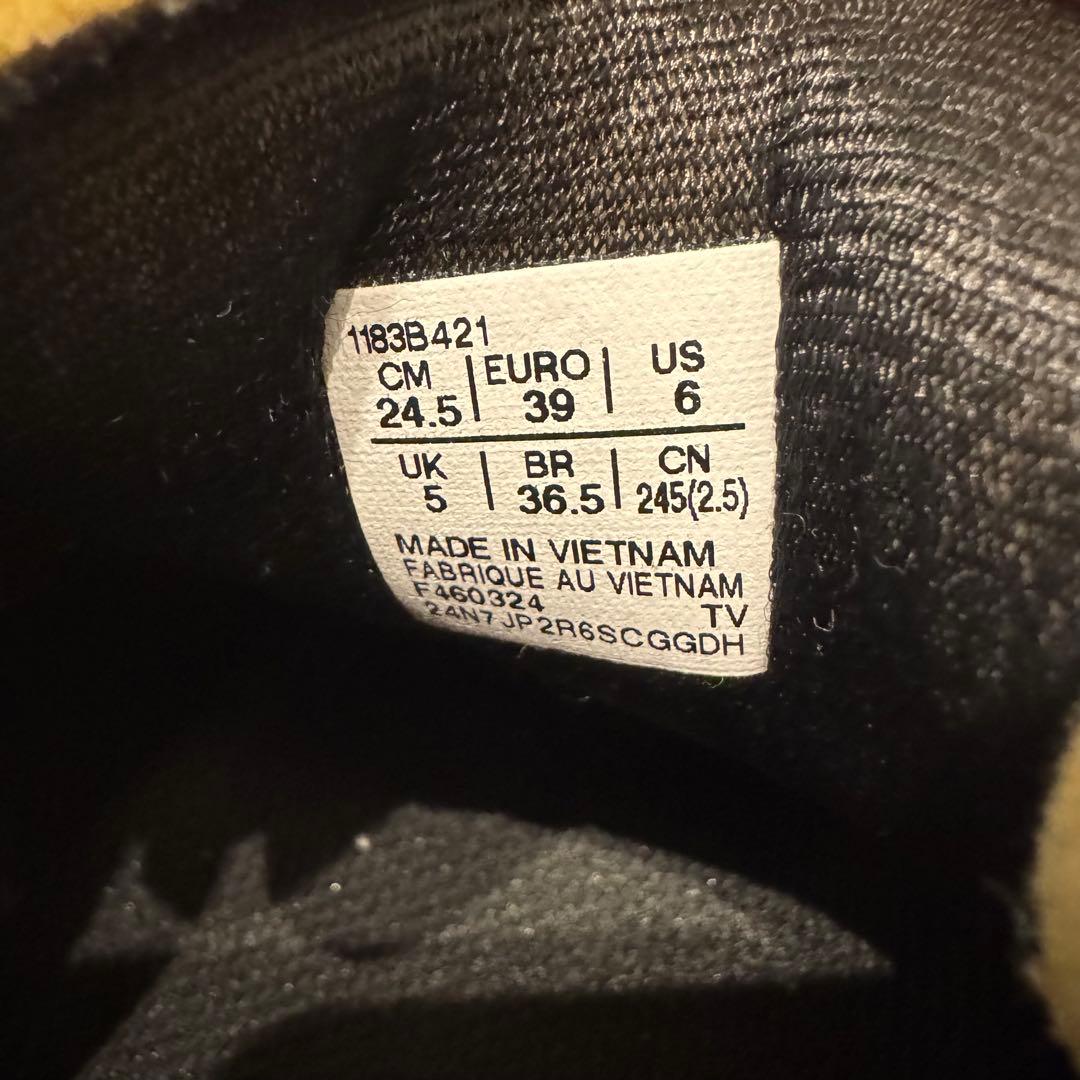 1183B421
CM | EURO | US
24.5 | 39 | 6
UK | BR | CN
5 | 36.5 | 245(2.5)
MADE IN VIETNAM
FABRIQUE AU VIETNAM
F460324 TV
24N7JP2R6SCGGDH